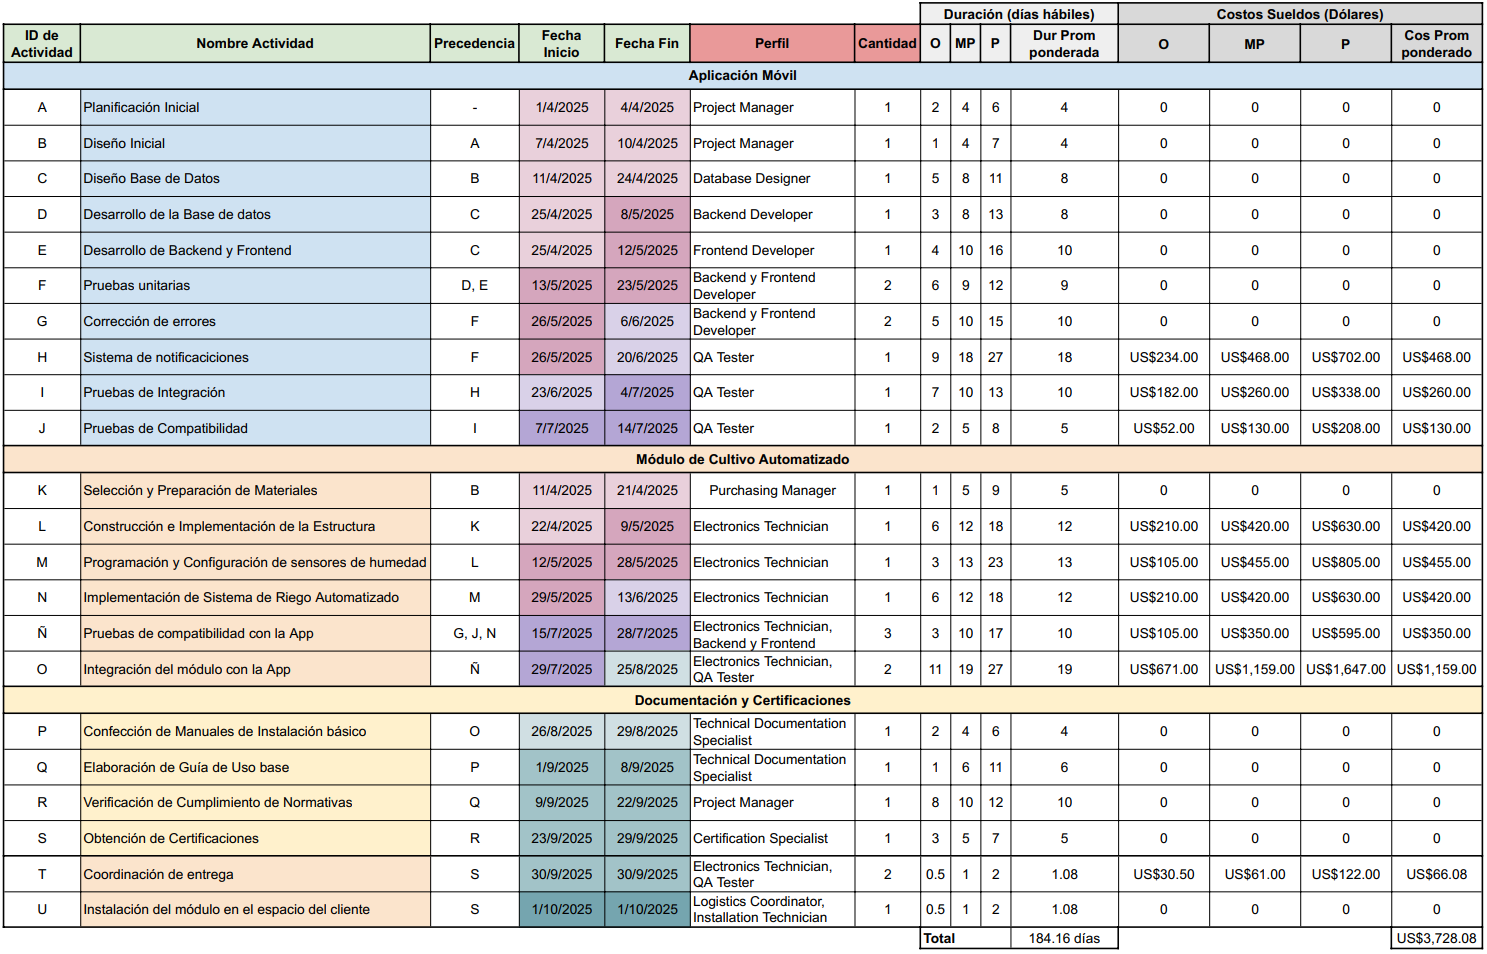 Duración (días hábiles) Costos Sueldos (Dólares)
ID de Actividad Nombre Actividad Precedencia Fecha Inicio Fecha Fin Perfil Cantidad O MP P Dur Prom ponderada O MP P Cos Prom ponderado
Aplicación Móvil
A Planificación Inicial - 1/4/2025 4/4/2025 Project Manager 1 2 4 6 4 0 0 0 0
B Diseño Inicial A 7/4/2025 10/4/2025 Project Manager 1 1 4 7 4 0 0 0 0
C Diseño Base de Datos B 11/4/2025 24/4/2025 Database Designer 1 5 8 11 8 0 0 0 0
D Desarrollo de la Base de datos C 25/4/2025 8/5/2025 Backend Developer 1 3 8 13 8 0 0 0 0
E Desarrollo de Backend y Frontend C 25/4/2025 12/5/2025 Frontend Developer 1 4 10 16 10 0 0 0 0
F Pruebas unitarias D, E 13/5/2025 23/5/2025 Backend y Frontend Developer 2 6 9 12 9 0 0 0 0
G Corrección de errores F 26/5/2025 6/6/2025 Backend y Frontend Developer 2 5 10 15 10 0 0 0 0
H Sistema de notificaciciones F 26/5/2025 20/6/2025 QA Tester 1 9 18 27 18 US$234.00 US$468.00 US$702.00 US$468.00
I Pruebas de Integración H 23/6/2025 4/7/2025 QA Tester 1 7 10 13 10 US$182.00 US$260.00 US$338.00 US$260.00
J Pruebas de Compatibilidad I 7/7/2025 14/7/2025 QA Tester 1 2 5 8 5 US$52.00 US$130.00 US$208.00 US$130.00
Módulo de Cultivo Automatizado
K Selección y Preparación de Materiales B 11/4/2025 21/4/2025 Purchasing Manager 1 1 5 9 5 0 0 0 0
L Construcción e Implementación de la Estructura K 22/4/2025 9/5/2025 Electronics Technician 1 6 12 18 12 US$210.00 US$420.00 US$630.00 US$420.00
M Programación y Configuración de sensores de humedad L 12/5/2025 28/5/2025 Electronics Technician 1 3 13 23 13 US$105.00 US$455.00 US$805.00 US$455.00
N Implementación de Sistema de Riego Automatizado M 29/5/2025 13/6/2025 Electronics Technician 1 6 12 18 12 US$210.00 US$420.00 US$630.00 US$420.00
Ñ Pruebas de compatibilidad con la App G, J, N 15/7/2025 28/7/2025 Electronics Technician, Backend y Frontend 3 3 10 17 10 US$105.00 US$350.00 US$595.00 US$350.00
O Integración del módulo con la App Ñ 29/7/2025 25/8/2025 Electronics Technician, QA Tester 2 11 19 27 19 US$671.00 US$1,159.00 US$1,647.00 US$1,159.00
Documentación y Certificaciones
P Confección de Manuales de Instalación básico O 26/8/2025 29/8/2025 Technical Documentation Specialist 1 2 4 6 4 0 0 0 0
Q Elaboración de Guía de Uso base P 1/9/2025 8/9/2025 Technical Documentation Specialist 1 1 6 11 6 0 0 0 0
R Verificación de Cumplimiento de Normativas Q 9/9/2025 22/9/2025 Project Manager 1 8 10 12 10 0 0 0 0
S Obtención de Certificaciones R 23/9/2025 29/9/2025 Certification Specialist 1 3 5 7 5 0 0 0 0
T Coordinación de entrega S 30/9/2025 30/9/2025 Electronics Technician, QA Tester 2 0.5 1 2 1.08 US$30.50 US$61.00 US$122.00 US$66.08
U Instalación del módulo en el espacio del cliente S 1/10/2025 1/10/2025 Logistics Coordinator, Installation Technician 1 0.5 1 2 1.08 0 0 0 0
Total 184.16 días US$3,728.08